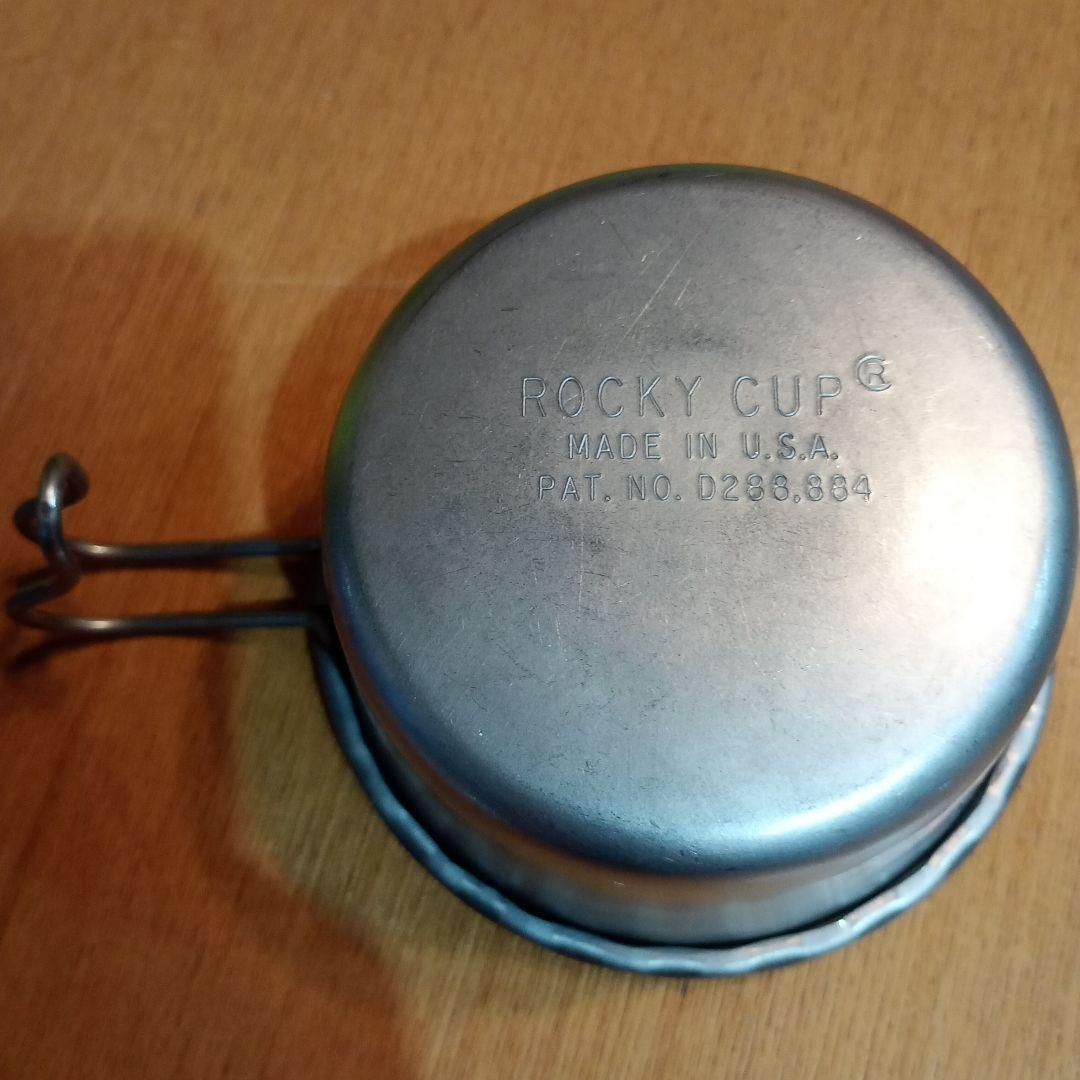 ROCKY CUP®
MADE IN U.S.A.
PAT. NO. D288,884